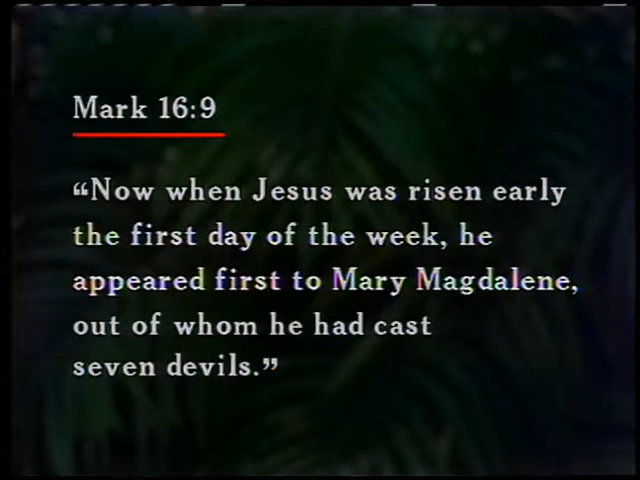 Mark 16:9
“Now when Jesus was risen early
the first day of the week, he
appeared first to Mary Magdalene,
out of whom he had cast
seven devils.”